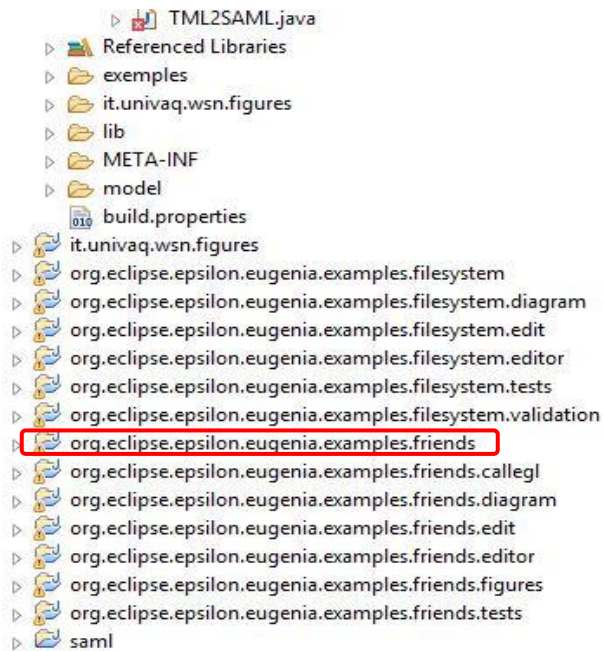 TML2SAML.java
Referenced Libraries
exemples
it.univaq.wsn.figures
lib
META-INF
model
010 build.properties
it.univaq.wsn.figures
org.eclipse.epsilon.eugenia.examples.filesystem
org.eclipse.epsilon.eugenia.examples.filesystem.diagram
org.eclipse.epsilon.eugenia.examples.filesystem.edit
org.eclipse.epsilon.eugenia.examples.filesystem.editor
org.eclipse.epsilon.eugenia.examples.filesystem.tests
org.eclipse.epsilon.eugenia.examples.filesystem.validation
org.eclipse.epsilon.eugenia.examples.friends
org.eclipse.epsilon.eugenia.examples.friends.callegl
org.eclipse.epsilon.eugenia.examples.friends.diagram
org.eclipse.epsilon.eugenia.examples.friends.edit
org.eclipse.epsilon.eugenia.examples.friends.editor
org.eclipse.epsilon.eugenia.examples.friends.figures
org.eclipse.epsilon.eugenia.examples.friends.tests
saml